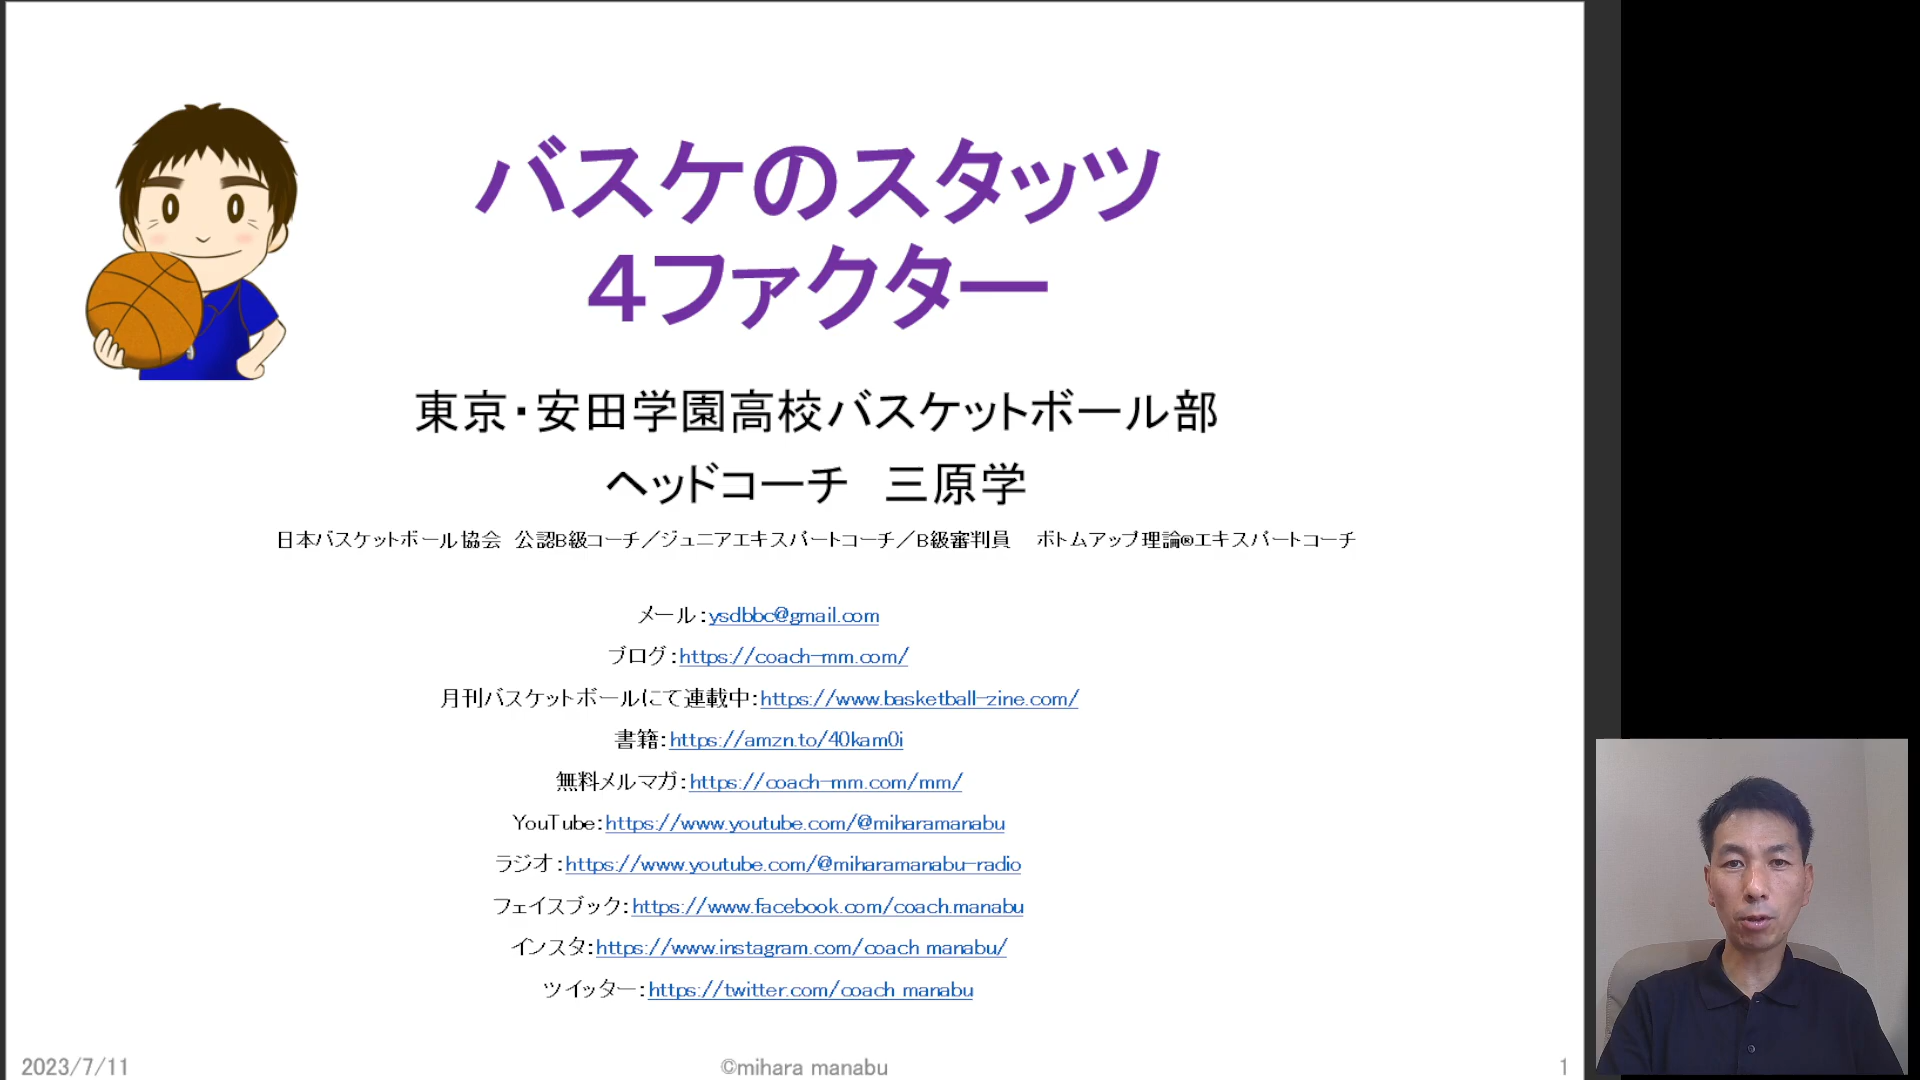 バスケのスタッツ
4ファクター
東京・安田学園高校バスケットボール部
ヘッドコーチ　三原学
日本バスケットボール協会　公認B級コーチ／ジュニアエキスパートコーチ／B級審判員　ボトムアップ理論®エキスパートコーチ
メール：ysdbbc@gmail.com
ブログ：https://coach-mm.com/
月刊バスケットボールにて連載中：https://www.basketball-zine.com/
書籍：https://amzn.to/40kam0i
無料メルマガ：https://coach-mm.com/mm/
YouTube：https://www.youtube.com/@miharamanabu
ラジオ：https://www.youtube.com/@miharamanabu-radio
フェイスブック：https://www.facebook.com/coach.manabu
インスタ：https://www.instagram.com/coach_manabu/
ツイッター：https://twitter.com/coach_manabu
2023/7/11
©mihara manabu
1